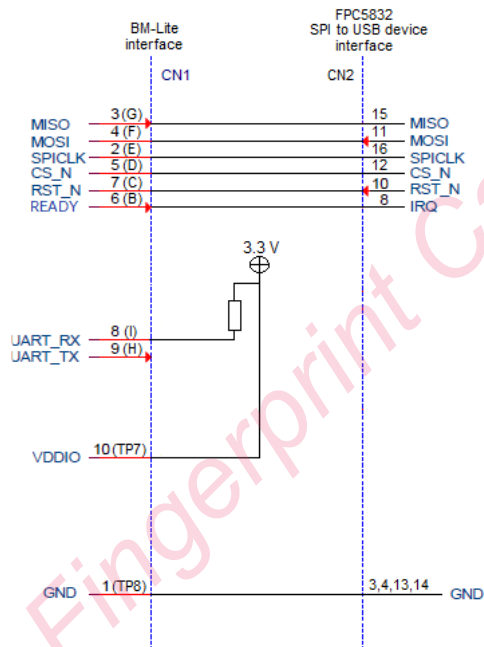 BM-Lite
interface
FPC5832
SPI to USB device
interface
CN1
CN2
MISO 3 (G) 15 MISO
MOSI 4 (F) 11 MOSI
SPICLK 2 (E) 16 SPICLK
CS_N 5 (D) 12 CS_N
RST_N 7 (C) 10 RST_N
READY 6 (B) 8 IRQ
3.3 V
UART_RX 8 (I)
UART_TX 9 (H)
VDDIO 10 (TP7)
GND 1 (TP8) 3,4,13,14 GND
Fingerprint C